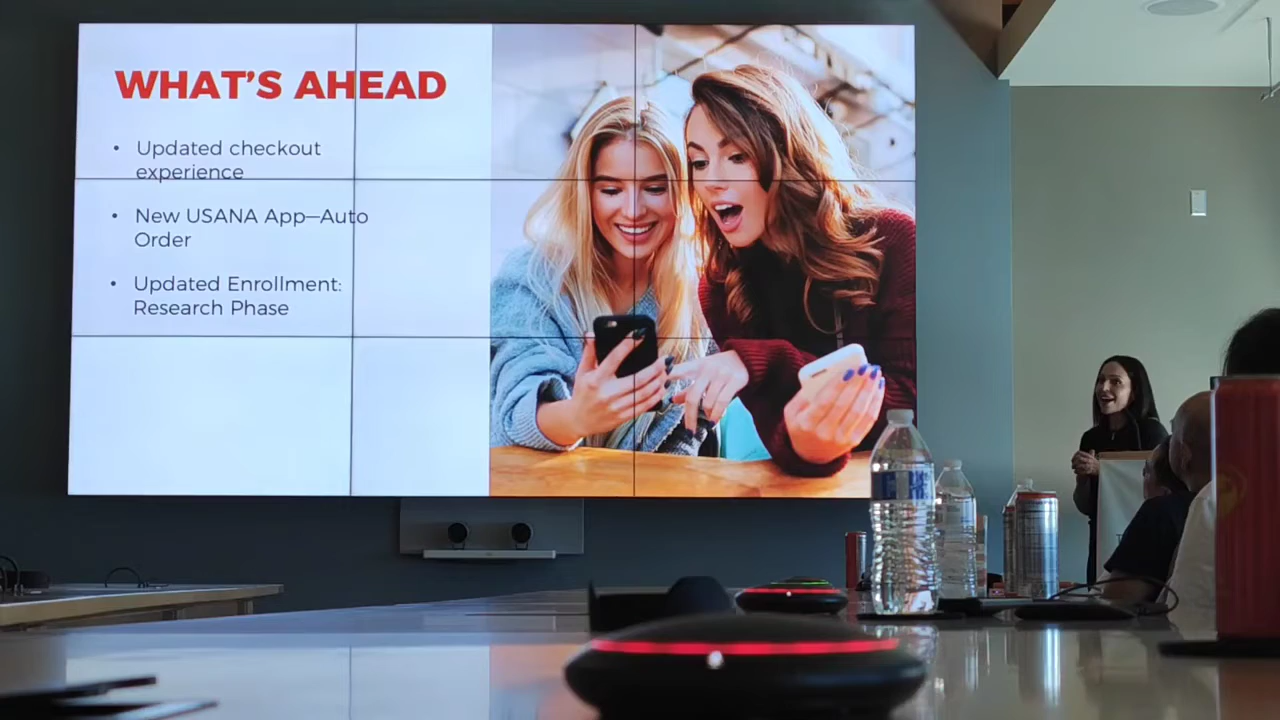 WHAT'S AHEAD
• Updated checkout
experience
• New USANA App—Auto
Order
• Updated Enrollment:
Research Phase